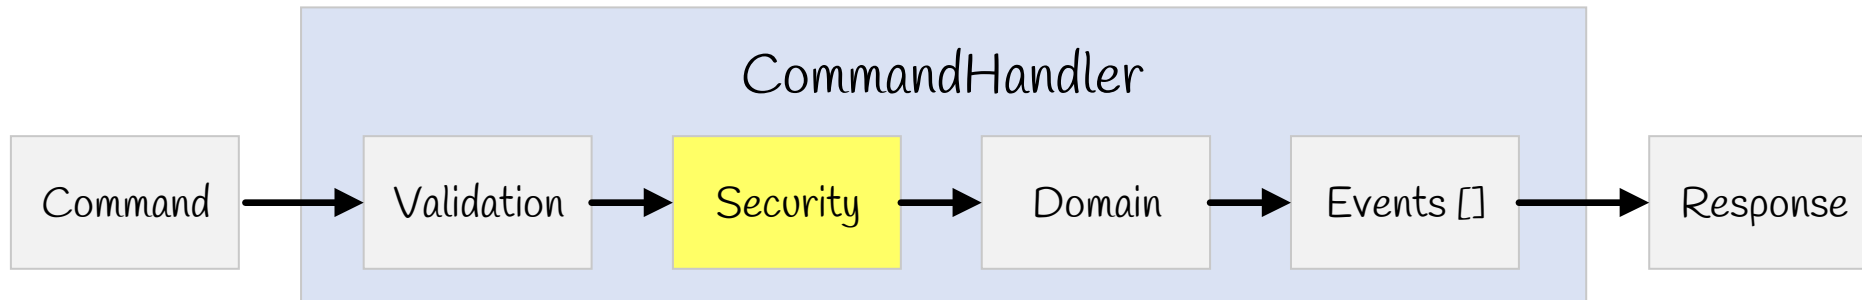 CommandHandler
Command
Validation
Security
Domain
Events []
Response